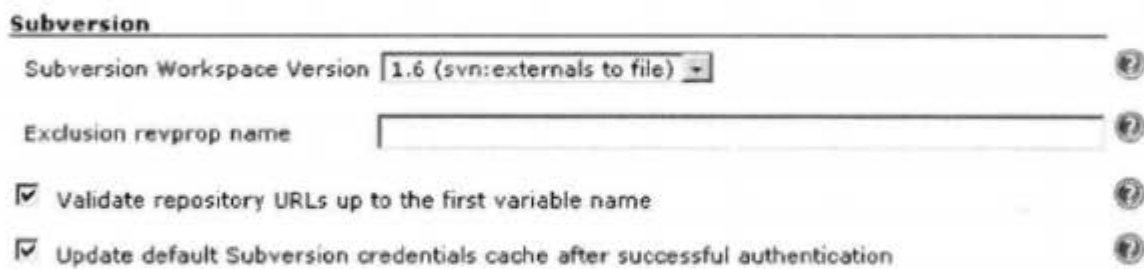 Subversion
Subversion Workspace Version 1.6 (svn:externals to file)
Exclusion revprop name
Validate repository URLs up to the first variable name
Update default Subversion credentials cache after successful authentication